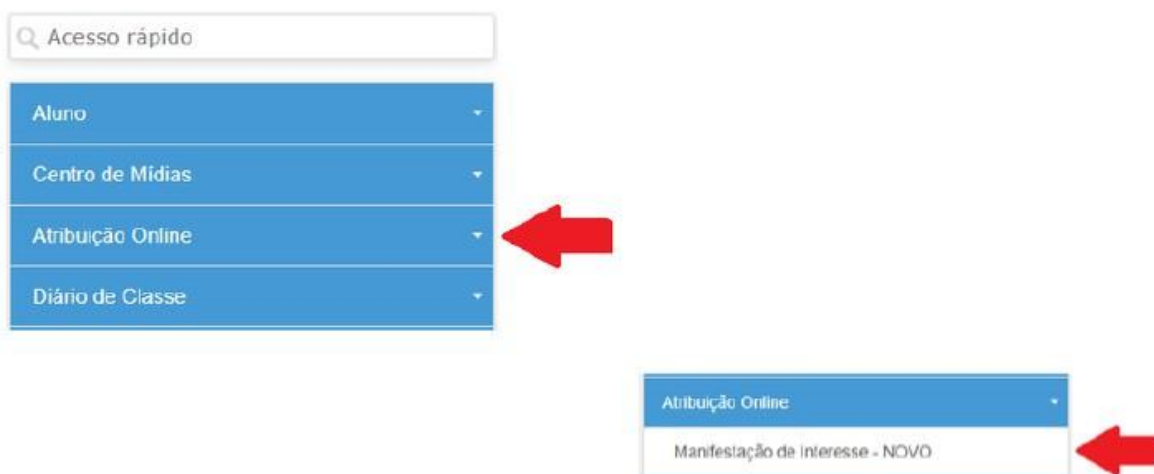 Acesso rápido
Aluno
Centro de Mídias
Atribuição Online
Diário de Classe
Atribuição Online
Manifestação de Interesse - NOVO